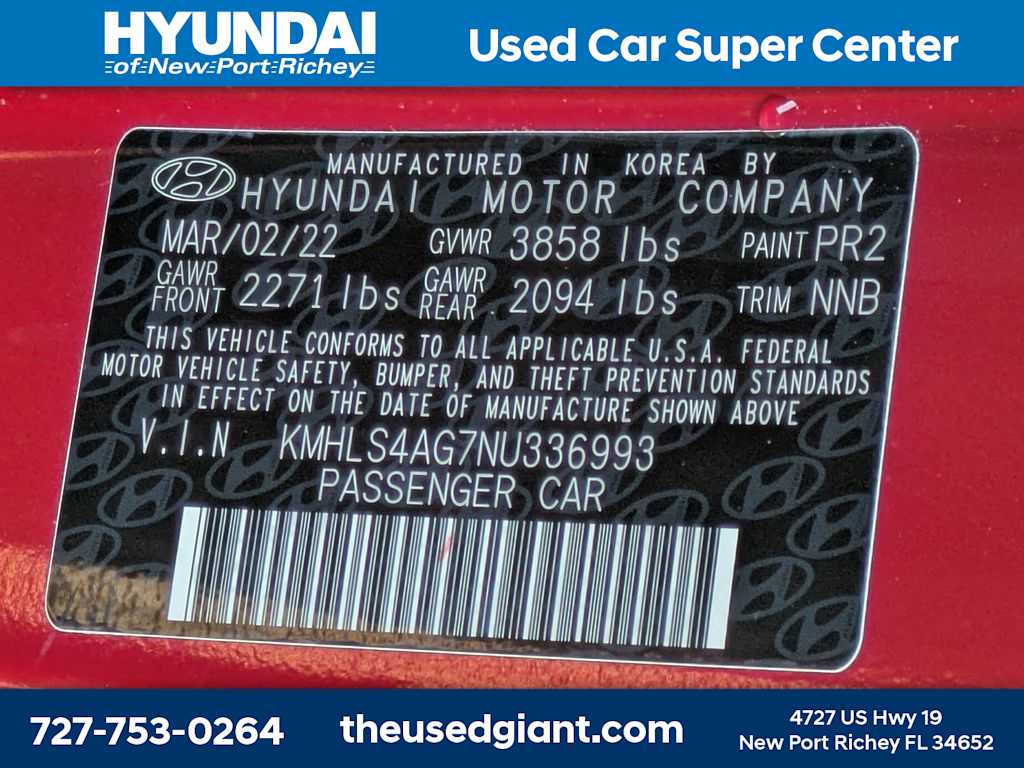 HYUNDAI
of New Port Richey
Used Car Super Center
MANUFACTURED IN KOREA BY
HYUNDAI MOTOR COMPANY
MAR/02/22 GVWR 3858 lbs PAINT PR2
GAWR FRONT 2271 lbs GAWR REAR 2094 lbs TRIM NNB
THIS VEHICLE CONFORMS TO ALL APPLICABLE U.S.A. FEDERAL
MOTOR VEHICLE SAFETY, BUMPER, AND THEFT PREVENTION STANDARDS
IN EFFECT ON THE DATE OF MANUFACTURE SHOWN ABOVE
V.I.N KMHLS4AG7NU336993
PASSENGER CAR
727-753-0264
theusedgiant.com
4727 US Hwy 19
New Port Richey FL 34652